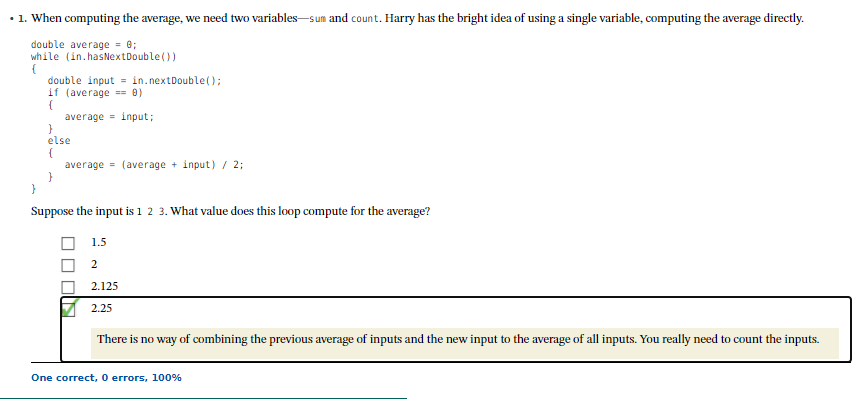 • 1. When computing the average, we need two variables—sum and count. Harry has the bright idea of using a single variable, computing the average directly.
double average = 0;
while (in.hasNextDouble())
{
double input = in.nextDouble();
if (average == 0)
{
average = input;
}
else
{
average = (average + input) / 2;
}
}
Suppose the input is 1 2 3. What value does this loop compute for the average?
1.5
2
2.125
2.25
There is no way of combining the previous average of inputs and the new input to the average of all inputs. You really need to count the inputs.
One correct, 0 errors, 100%